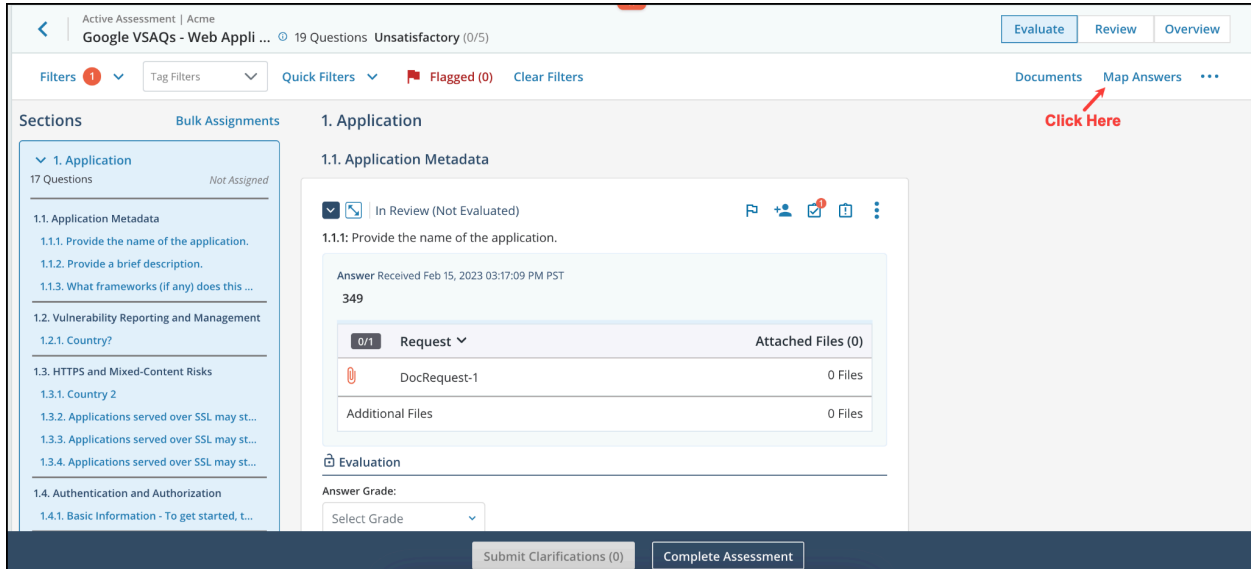 Active Assessment | Acme
Google VSAQs - Web Appli ... 19 Questions Unsatisfactory (0/5)
Evaluate Review Overview
Filters 1 Tag Filters Quick Filters Flagged (0) Clear Filters
Documents Map Answers
Click Here
Sections Bulk Assignments
1. Application
17 Questions Not Assigned
1.1. Application Metadata
1.1.1. Provide the name of the application.
1.1.2. Provide a brief description.
1.1.3. What frameworks (if any) does this ...
1.2. Vulnerability Reporting and Management
1.2.1. Country?
1.3. HTTPS and Mixed-Content Risks
1.3.1. Country 2
1.3.2. Applications served over SSL may st...
1.3.3. Applications served over SSL may st...
1.3.4. Applications served over SSL may st...
1.4. Authentication and Authorization
1.4.1. Basic Information - To get started, t...
1. Application
1.1. Application Metadata
In Review (Not Evaluated)
1
1.1.1: Provide the name of the application.
Answer Received Feb 15, 2023 03:17:09 PM PST
349
0/1 Request Attached Files (0)
DocRequest-1 0 Files
Additional Files 0 Files
Evaluation
Answer Grade:
Select Grade
Submit Clarifications (0) Complete Assessment